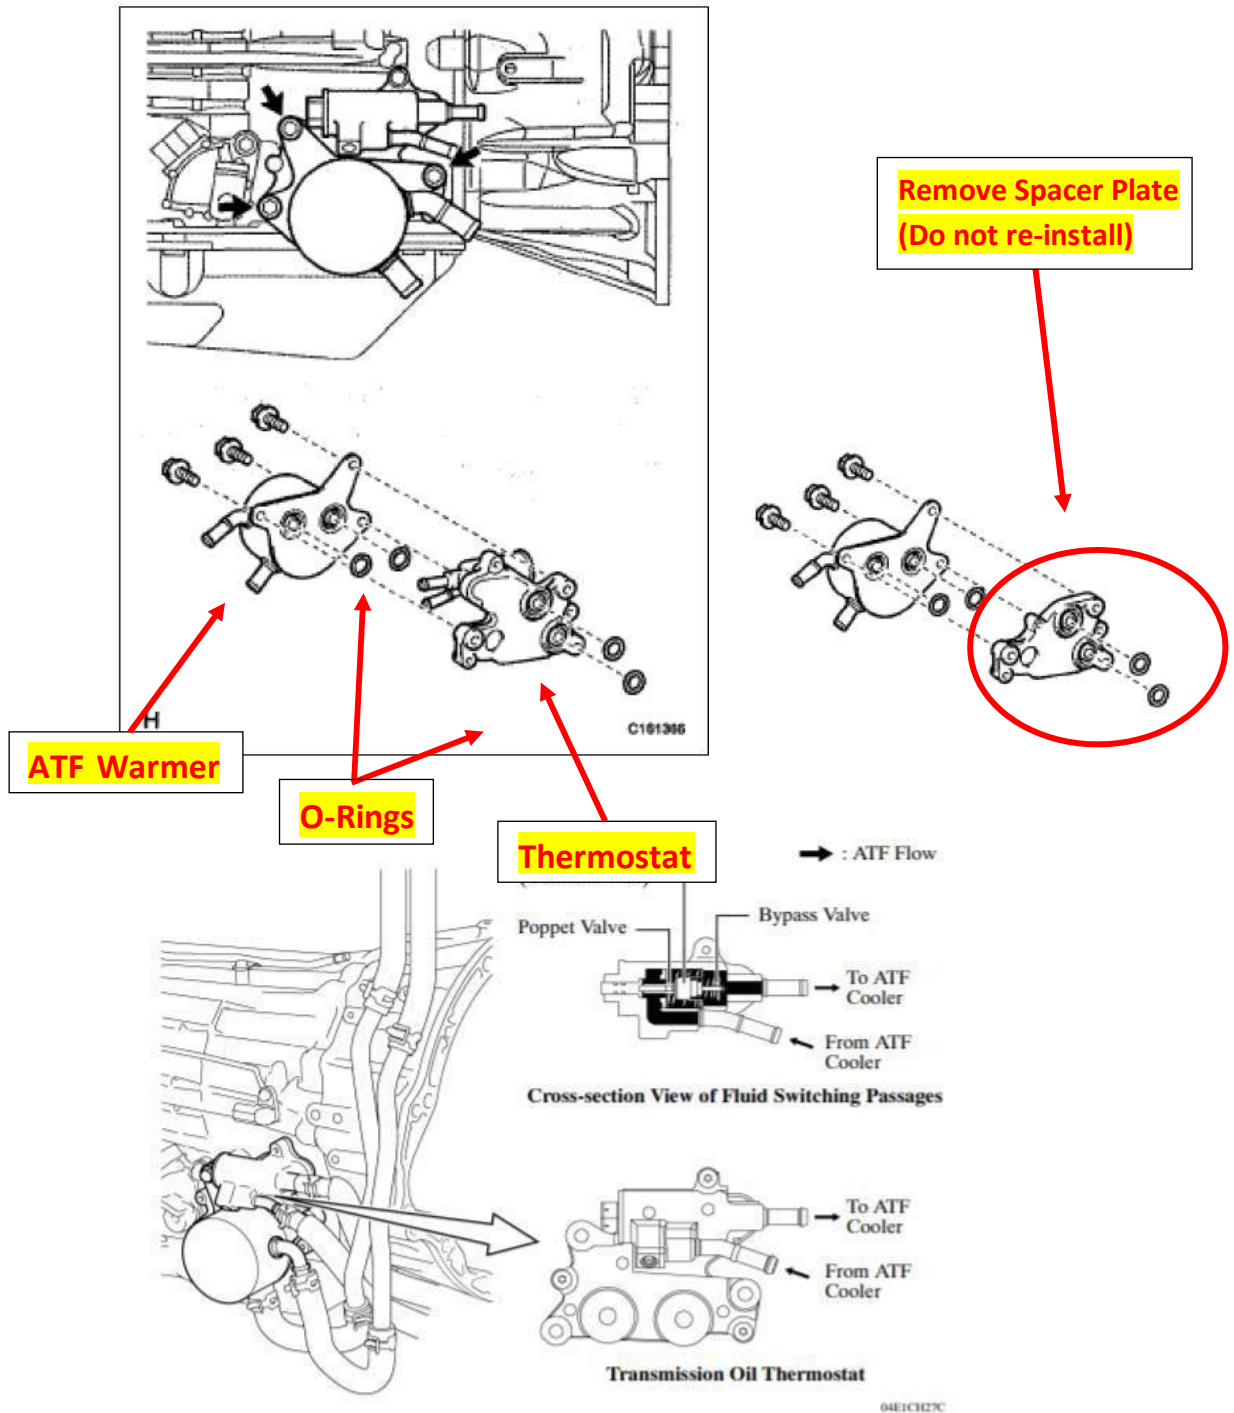 Remove Spacer Plate
(Do not re-install)
H
C161366
ATF Warmer
O-Rings
Thermostat
: ATF Flow
Poppet Valve
Bypass Valve
To ATF
Cooler
From ATF
Cooler
Cross-section View of Fluid Switching Passages
To ATF
Cooler
From ATF
Cooler
Transmission Oil Thermostat
04E1CH27C